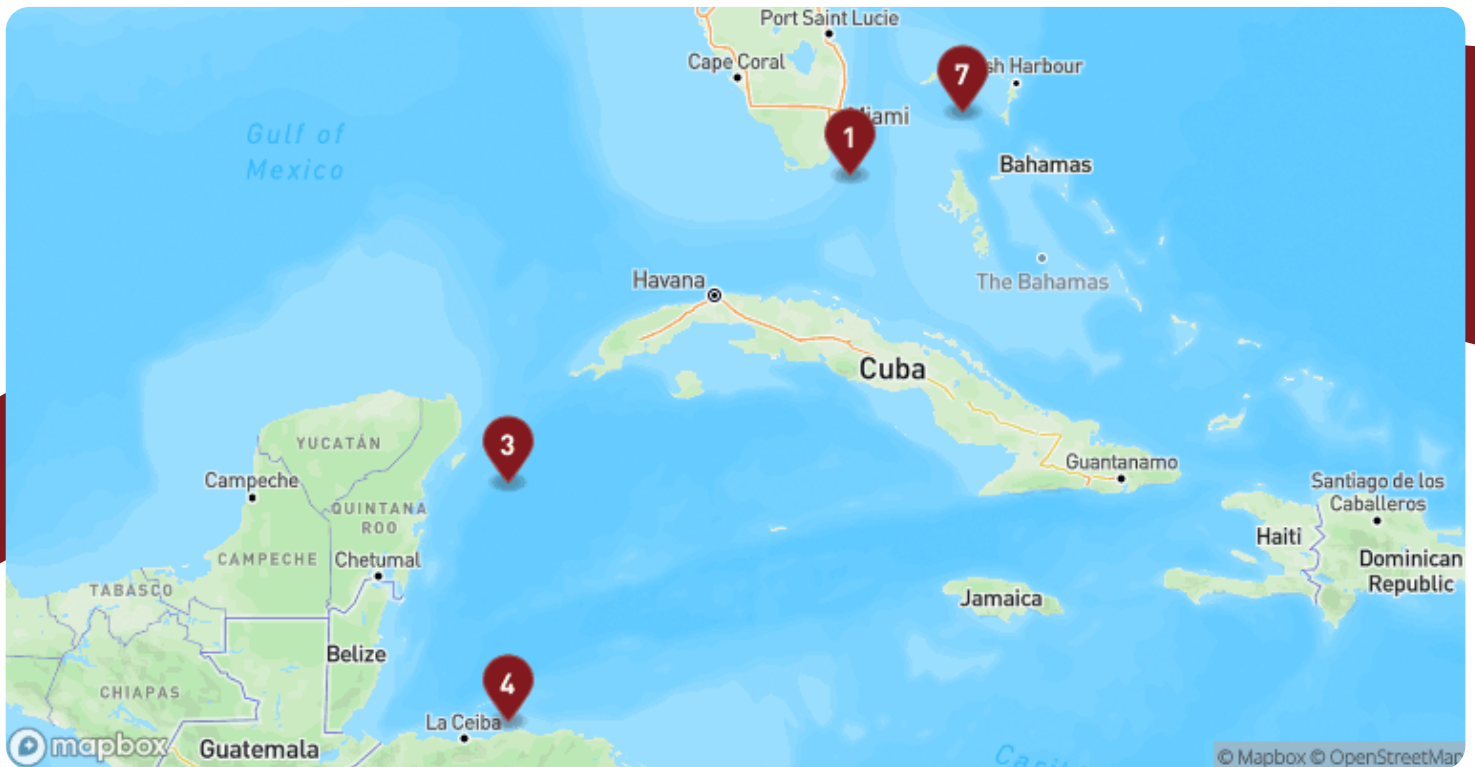 Port Saint Lucie
Cape Coral
7
sh Harbour
Gulf of
Mexico
iami
1
Bahamas
Havana
The Bahamas
Cuba
YUCATÁN
3
Campeche
Guantanamo
Santiago de los
Caballeros
QUINTANA
ROO
Haiti
CAMPECHE
Chetumal
Dominican
Republic
TABASCO
Jamaica
Belize
4
CHIAPAS
La Ceiba
mapbox
Guatemala
© Mapbox © OpenStreetMap